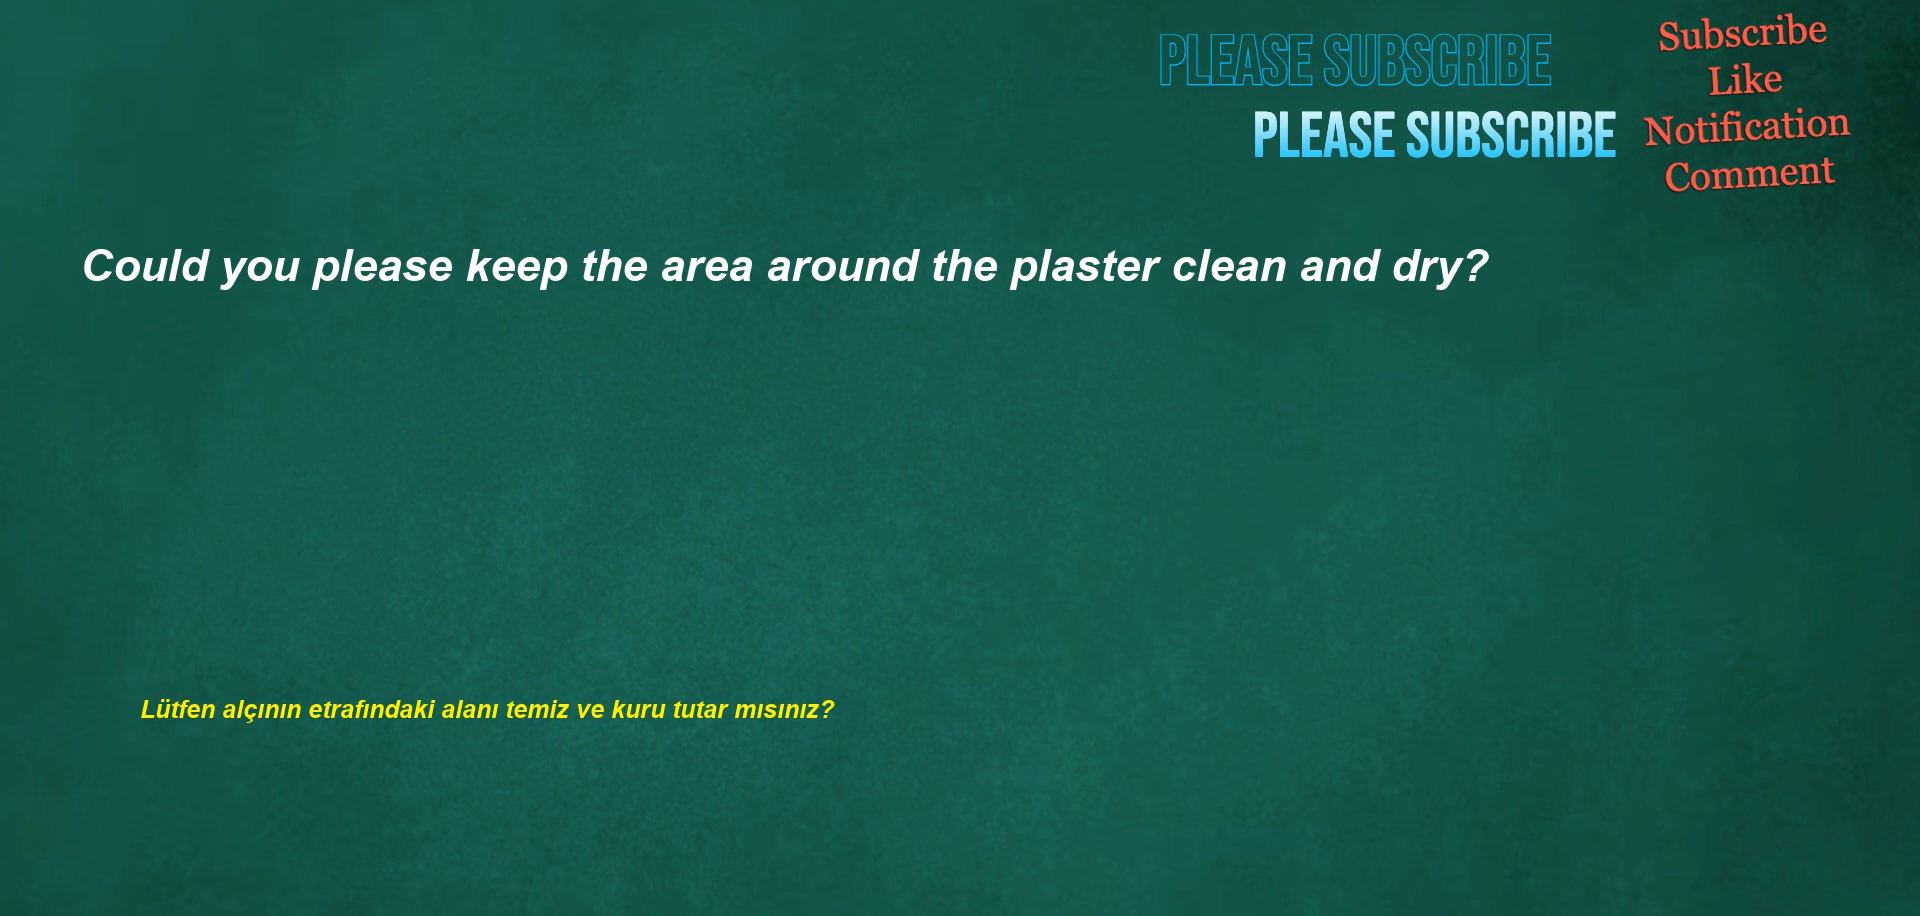 PLEASE SUBSCRIBE
PLEASE SUBSCRIBE
Subscribe
Like
Notification
Comment
Could you please keep the area around the plaster clean and dry?
Lütfen alçının etrafındaki alanı temiz ve kuru tutar mısınız?